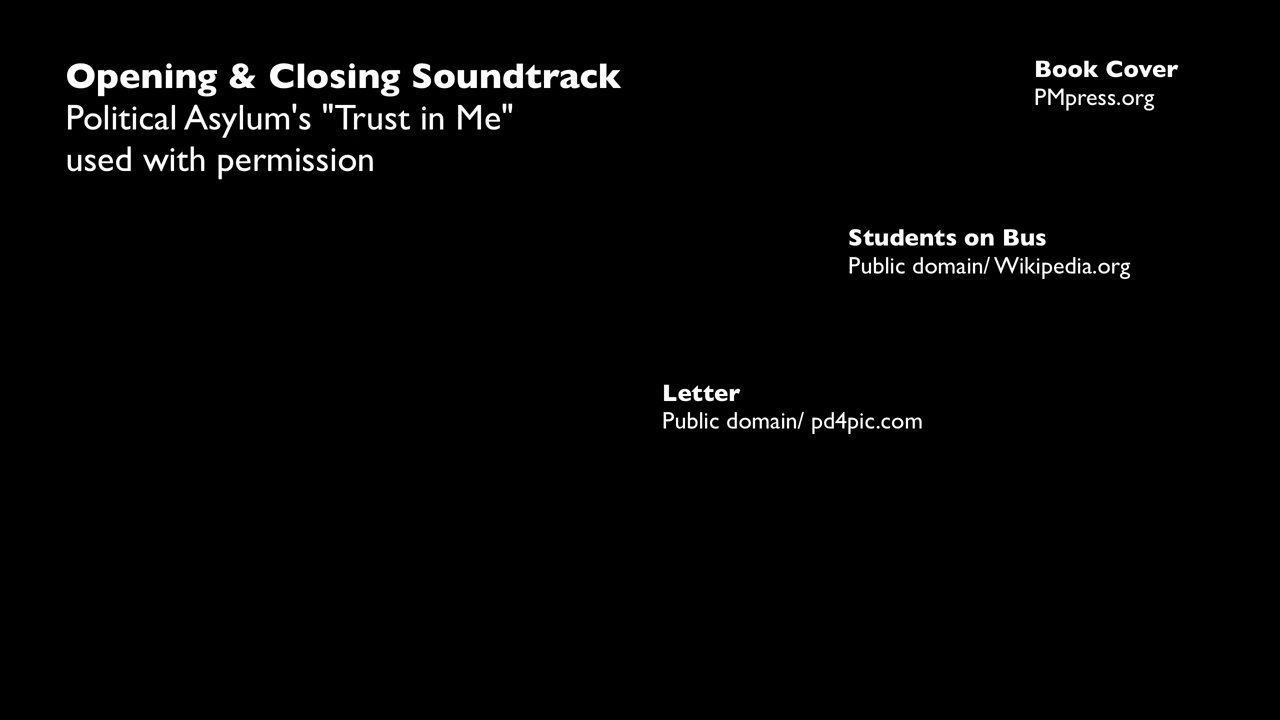 Opening & Closing Soundtrack
Political Asylum's "Trust in Me"
used with permission
Book Cover
PMpress.org
Students on Bus
Public domain/ Wikipedia.org
Letter
Public domain/ pd4pic.com